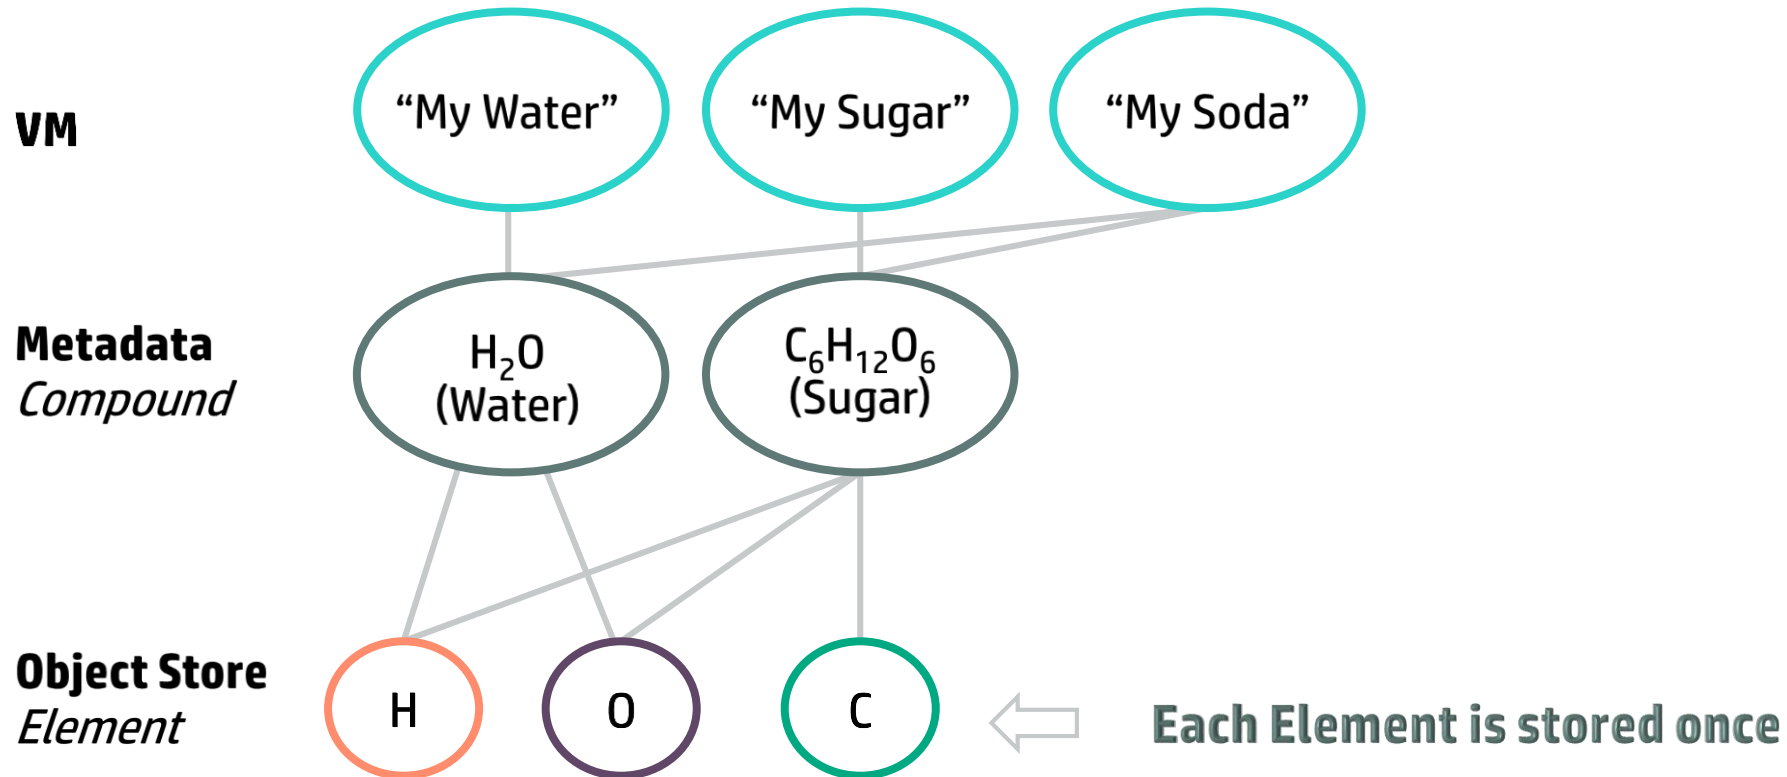 VM
“My Water”
“My Sugar”
“My Soda”
Metadata
Compound
H₂O
(Water)
C₆H₁₂O₆
(Sugar)
Object Store
Element
H
O
C
Each Element is stored once